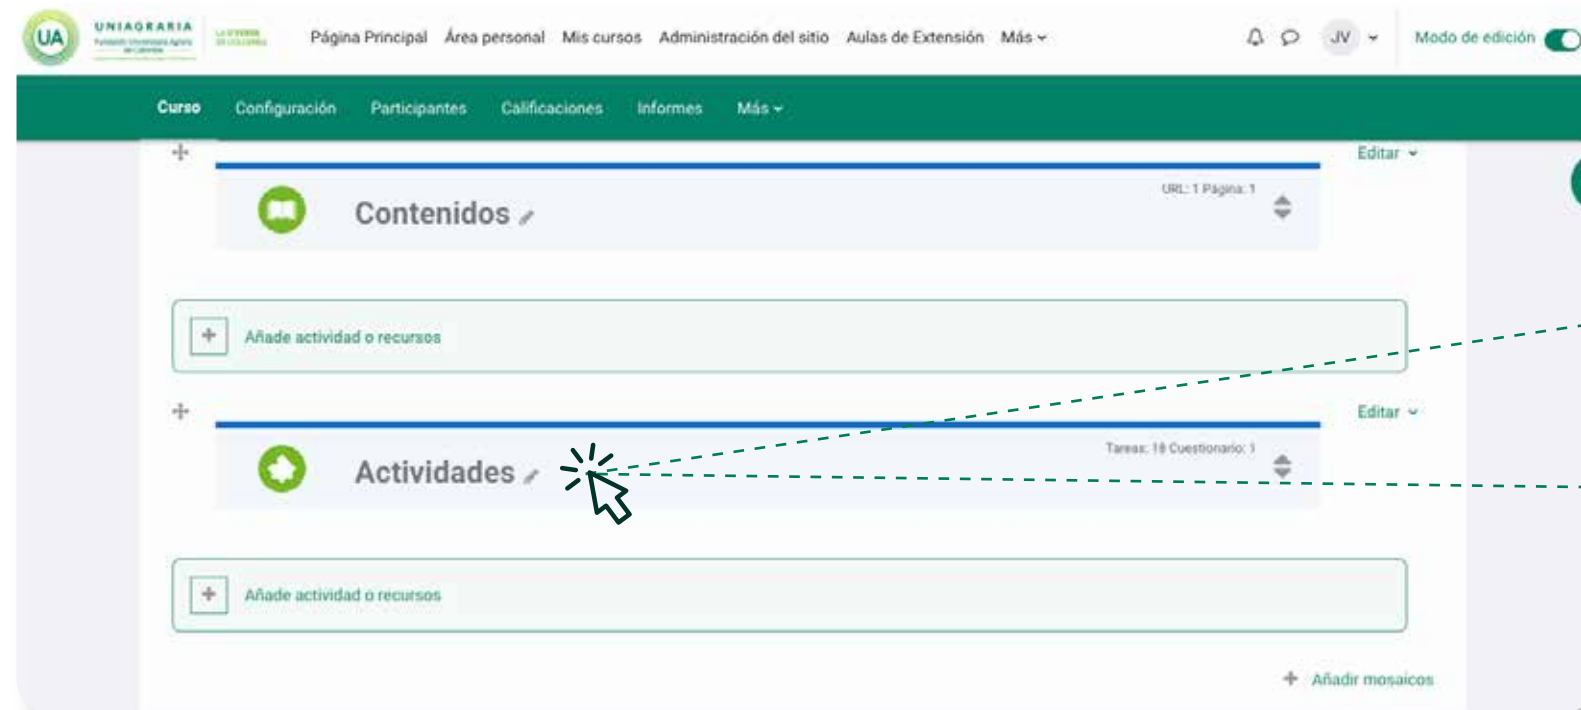 UA
UNIAGRARIA
Página Principal Área personal Mis cursos Administración del sitio Aulas de Extensión Más
JV
Modo de edición
Curso Configuración Participantes Calificaciones Informes Más
Editar
URL: 1 Página: 1
Contenidos
Añade actividad o recursos
Editar
Tareas: 18 Cuestionario: 1
Actividades
Añade actividad o recursos
Añadir mosaicos